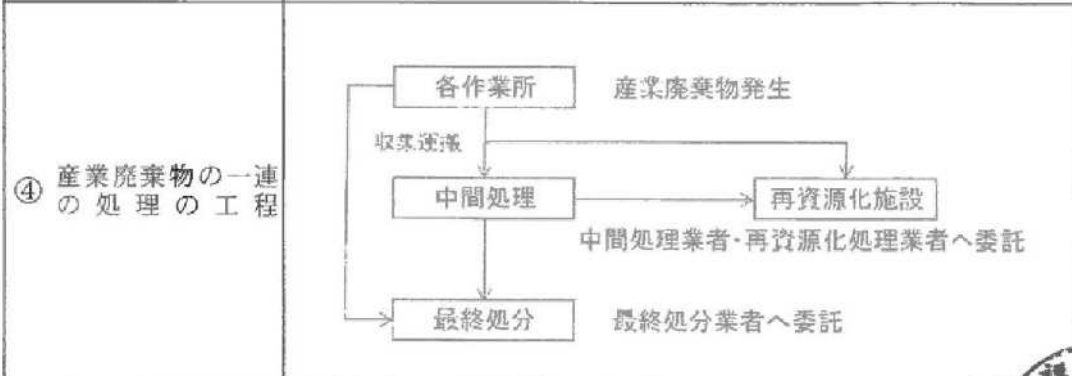 ④ 産業廃棄物の一連
の処理の工程
各作業所 産業廃棄物発生
収集運搬
中間処理 再資源化施設
中間処理業者・再資源化処理業者へ委託
最終処分 最終処分業者へ委託